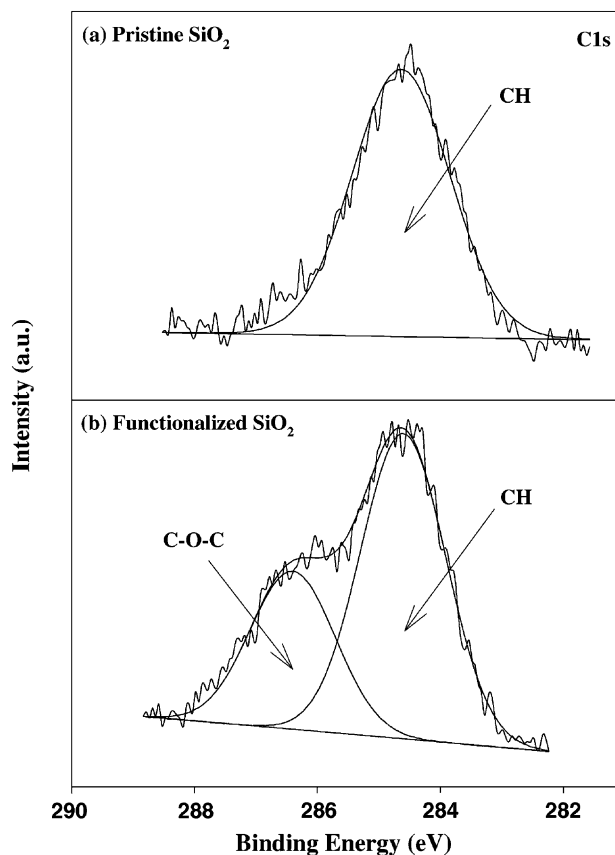 (a) Pristine SiO₂ C1s
CH
(b) Functionalized SiO₂
C-O-C
CH
Intensity (a.u.)
290 288 286 284 282
Binding Energy (eV)